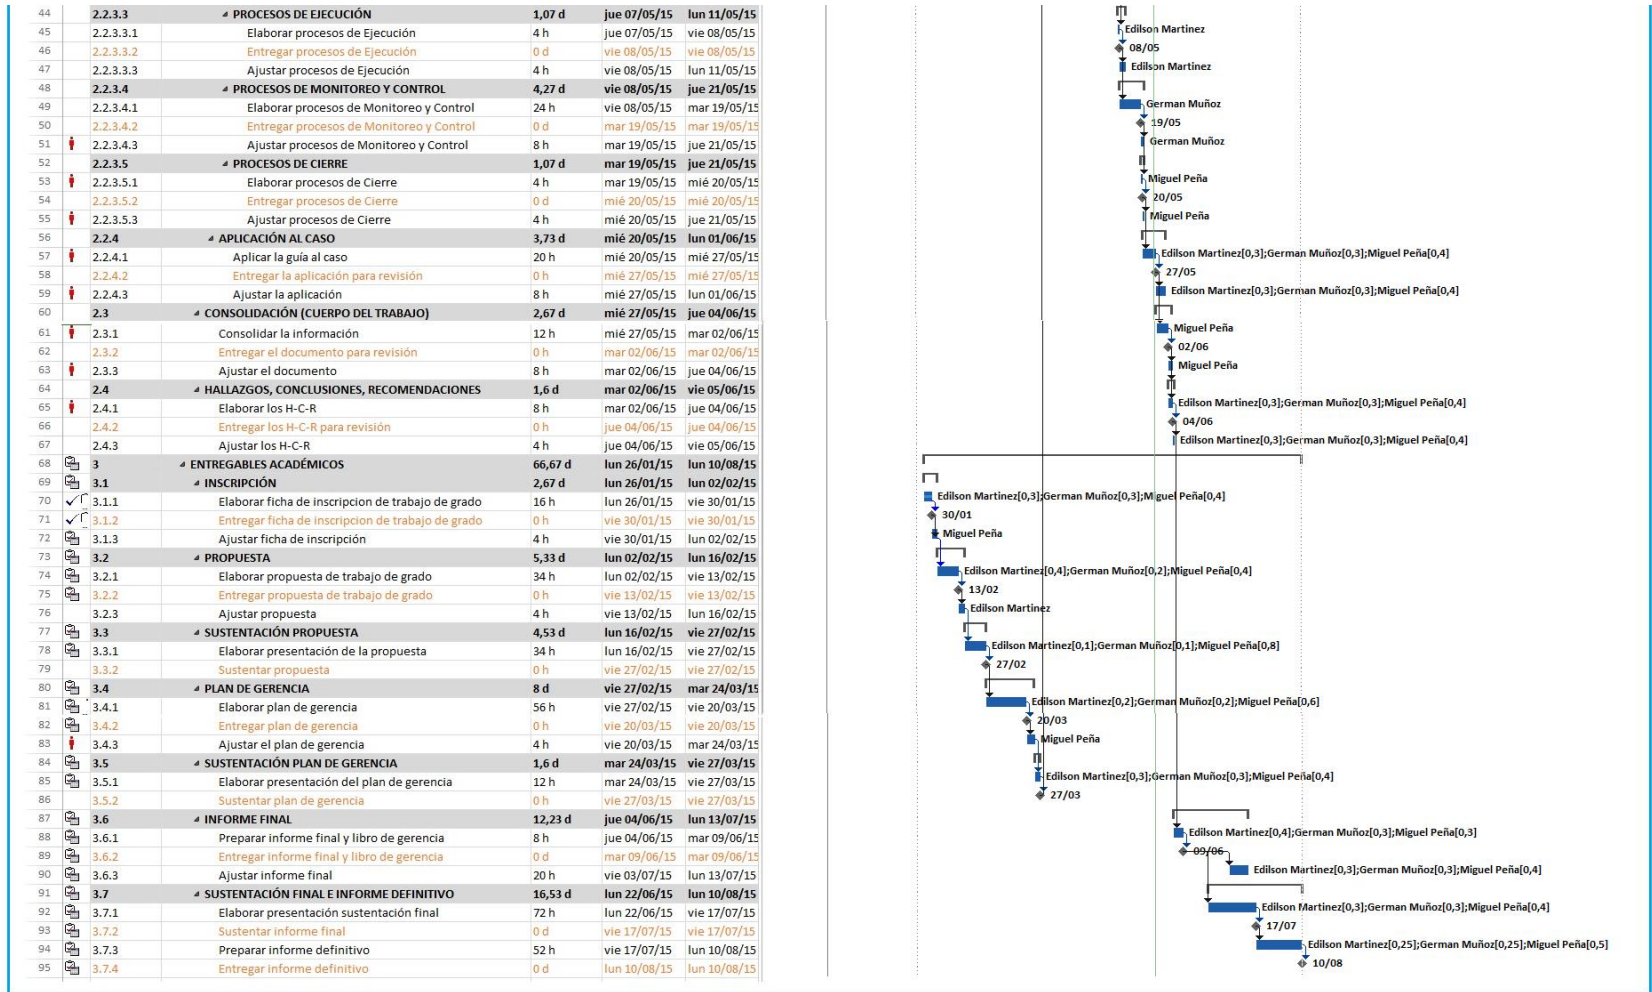 44 2.2.3.3 PROCESOS DE EJECUCIÓN 1,07 d jue 07/05/15 lun 11/05/15
45 2.2.3.3.1 Elaborar procesos de Ejecución 4 h jue 07/05/15 vie 08/05/15 Edilson Martinez
46 2.2.3.3.2 Entregar procesos de Ejecución 0 d vie 08/05/15 vie 08/05/15 08/05
47 2.2.3.3.3 Ajustar procesos de Ejecución 4 h vie 08/05/15 lun 11/05/15 Edilson Martinez
48 2.2.3.4 PROCESOS DE MONITOREO Y CONTROL 4,27 d vie 08/05/15 jue 21/05/15
49 2.2.3.4.1 Elaborar procesos de Monitoreo y Control 24 h vie 08/05/15 mar 19/05/15 German Muñoz
50 2.2.3.4.2 Entregar procesos de Monitoreo y Control 0 d mar 19/05/15 mar 19/05/15 19/05
51 2.2.3.4.3 Ajustar procesos de Monitoreo y Control 8 h mar 19/05/15 jue 21/05/15 German Muñoz
52 2.2.3.5 PROCESOS DE CIERRE 1,07 d mar 19/05/15 jue 21/05/15
53 2.2.3.5.1 Elaborar procesos de Cierre 4 h mar 19/05/15 mié 20/05/15 Miguel Peña
54 2.2.3.5.2 Entregar procesos de Cierre 0 d mié 20/05/15 mié 20/05/15 20/05
55 2.2.3.5.3 Ajustar procesos de Cierre 4 h mié 20/05/15 jue 21/05/15 Miguel Peña
56 2.2.4 APLICACIÓN AL CASO 3,73 d mié 20/05/15 lun 01/06/15
57 2.2.4.1 Aplicar la guía al caso 20 h mié 20/05/15 mié 27/05/15 Edilson Martinez[0,3];German Muñoz[0,3];Miguel Peña[0,4]
58 2.2.4.2 Entregar la aplicación para revisión 0 h mié 27/05/15 mié 27/05/15 27/05
59 2.2.4.3 Ajustar la aplicación 8 h mié 27/05/15 lun 01/06/15 Edilson Martinez[0,3];German Muñoz[0,3];Miguel Peña[0,4]
60 2.3 CONSOLIDACIÓN (CUERPO DEL TRABAJO) 2,67 d mié 27/05/15 jue 04/06/15
61 2.3.1 Consolidar la información 12 h mié 27/05/15 mar 02/06/15 Miguel Peña
62 2.3.2 Entregar el documento para revisión 0 h mar 02/06/15 mar 02/06/15 02/06
63 2.3.3 Ajustar el documento 8 h mar 02/06/15 jue 04/06/15 Miguel Peña
64 2.4 HALLAZGOS, CONCLUSIONES, RECOMENDACIONES 1,6 d mar 02/06/15 vie 05/06/15
65 2.4.1 Elaborar los H-C-R 8 h mar 02/06/15 jue 04/06/15 Edilson Martinez[0,3];German Muñoz[0,3];Miguel Peña[0,4]
66 2.4.2 Entregar los H-C-R para revisión 0 h jue 04/06/15 jue 04/06/15 04/06
67 2.4.3 Ajustar los H-C-R 4 h jue 04/06/15 vie 05/06/15 Edilson Martinez[0,3];German Muñoz[0,3];Miguel Peña[0,4]
68 3 ENTREGABLES ACADÉMICOS 66,67 d lun 26/01/15 lun 10/08/15
69 3.1 INSCRIPCIÓN 2,67 d lun 26/01/15 lun 02/02/15
70 3.1.1 Elaborar ficha de inscripcion de trabajo de grado 16 h lun 26/01/15 vie 30/01/15 Edilson Martinez[0,3];German Muñoz[0,3];Miguel Peña[0,4]
71 3.1.2 Entregar ficha de inscripcion de trabajo de grado 0 h vie 30/01/15 vie 30/01/15 30/01
72 3.1.3 Ajustar ficha de inscripción 4 h vie 30/01/15 lun 02/02/15 Miguel Peña
73 3.2 PROPUESTA 5,33 d lun 02/02/15 lun 16/02/15
74 3.2.1 Elaborar propuesta de trabajo de grado 34 h lun 02/02/15 vie 13/02/15 Edilson Martinez[0,4];German Muñoz[0,2];Miguel Peña[0,4]
75 3.2.2 Entregar propuesta de trabajo de grado 0 h vie 13/02/15 vie 13/02/15 13/02
76 3.2.3 Ajustar propuesta 4 h vie 13/02/15 lun 16/02/15 Edilson Martinez
77 3.3 SUSTENTACIÓN PROPUESTA 4,53 d lun 16/02/15 vie 27/02/15
78 3.3.1 Elaborar presentación de la propuesta 34 h lun 16/02/15 vie 27/02/15 Edilson Martinez[0,1];German Muñoz[0,1];Miguel Peña[0,8]
79 3.3.2 Sustentar propuesta 0 h vie 27/02/15 vie 27/02/15 27/02
80 3.4 PLAN DE GERENCIA 8 d vie 27/02/15 mar 24/03/15
81 3.4.1 Elaborar plan de gerencia 56 h vie 27/02/15 vie 20/03/15 Edilson Martinez[0,2];German Muñoz[0,2];Miguel Peña[0,6]
82 3.4.2 Entregar plan de gerencia 0 h vie 20/03/15 vie 20/03/15 20/03
83 3.4.3 Ajustar el plan de gerencia 4 h vie 20/03/15 mar 24/03/15 Miguel Peña
84 3.5 SUSTENTACIÓN PLAN DE GERENCIA 1,6 d mar 24/03/15 vie 27/03/15
85 3.5.1 Elaborar presentación del plan de gerencia 12 h mar 24/03/15 vie 27/03/15 Edilson Martinez[0,3];German Muñoz[0,3];Miguel Peña[0,4]
86 3.5.2 Sustentar plan de gerencia 0 h vie 27/03/15 vie 27/03/15 27/03
87 3.6 INFORME FINAL 12,23 d jue 04/06/15 lun 13/07/15
88 3.6.1 Preparar informe final y libro de gerencia 8 h jue 04/06/15 mar 09/06/15 Edilson Martinez[0,4];German Muñoz[0,3];Miguel Peña[0,3]
89 3.6.2 Entregar informe final y libro de gerencia 0 d mar 09/06/15 mar 09/06/15 09/06
90 3.6.3 Ajustar informe final 20 h vie 03/07/15 lun 13/07/15 Edilson Martinez[0,3];German Muñoz[0,3];Miguel Peña[0,4]
91 3.7 SUSTENTACIÓN FINAL E INFORME DEFINITIVO 16,53 d lun 22/06/15 lun 10/08/15
92 3.7.1 Elaborar presentación sustentación final 72 h lun 22/06/15 vie 17/07/15 Edilson Martinez[0,3];German Muñoz[0,3];Miguel Peña[0,4]
93 3.7.2 Sustentar informe final 0 d vie 17/07/15 vie 17/07/15 17/07
94 3.7.3 Preparar informe definitivo 52 h vie 17/07/15 lun 10/08/15 Edilson Martinez[0,25];German Muñoz[0,25];Miguel Peña[0,5]
95 3.7.4 Entregar informe definitivo 0 d lun 10/08/15 lun 10/08/15 10/08